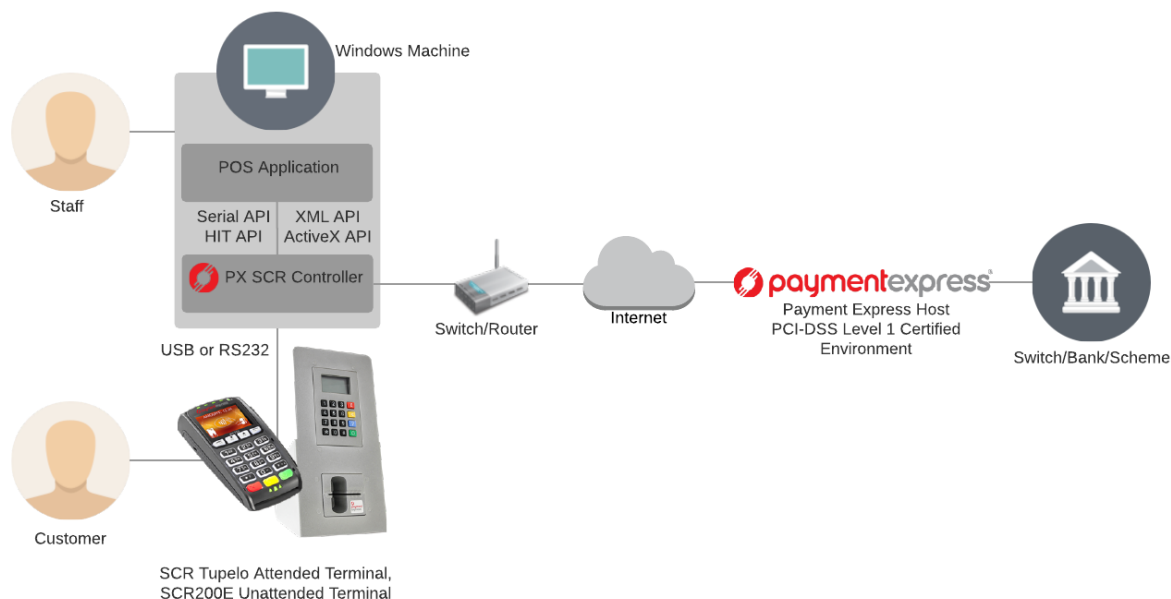 Windows Machine
POS Application
Staff
Serial API
HIT API
XML API
ActiveX API
PX SCR Controller
Switch/Router
Internet
paymentexpress
Payment Express Host
PCI-DSS Level 1 Certified
Environment
Switch/Bank/Scheme
USB or RS232
Customer
SCR Tupelo Attended Terminal,
SCR200E Unattended Terminal